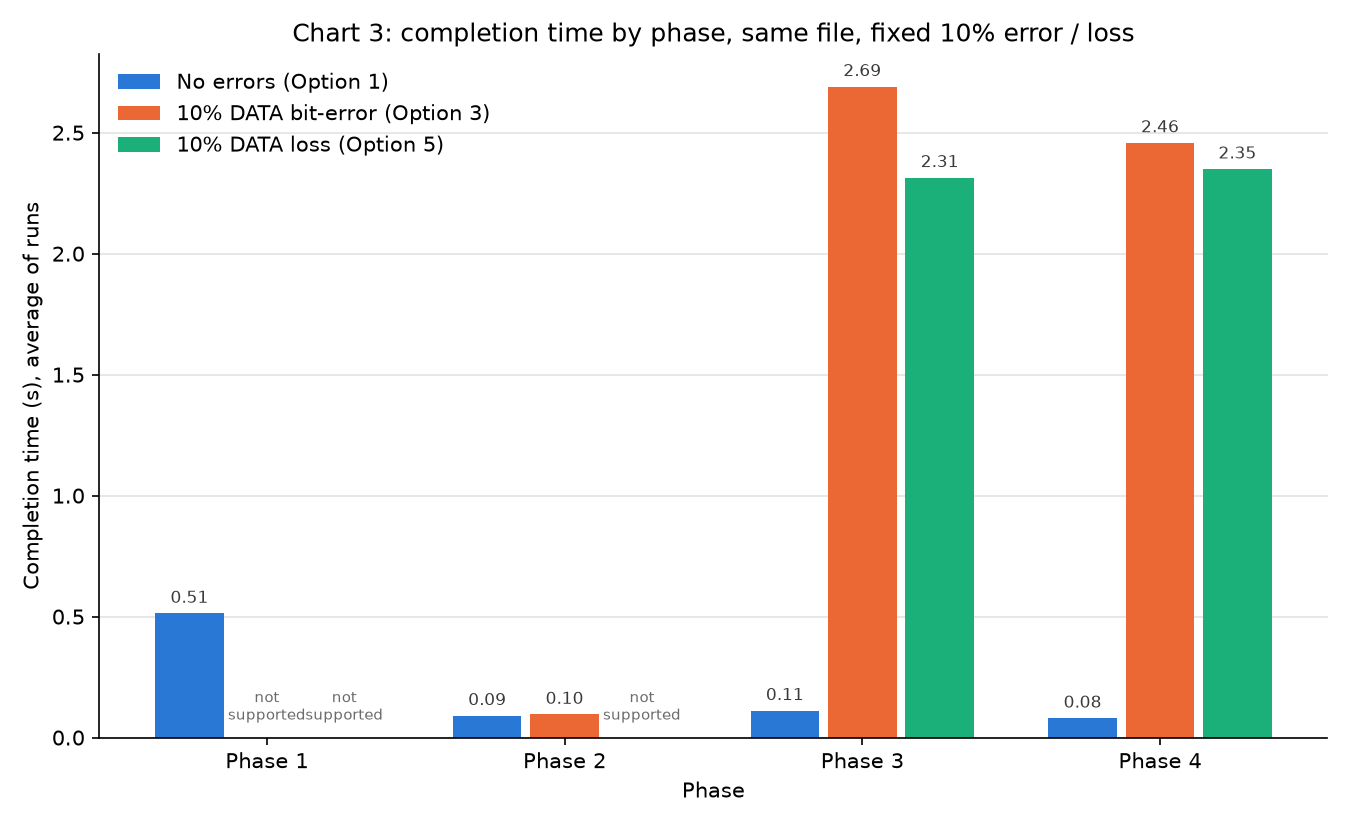 Chart 3: completion time by phase, same file, fixed 10% error / loss
No errors (Option 1)
10% DATA bit-error (Option 3)
10% DATA loss (Option 5)
Completion time (s), average of runs
2.5
2.0
1.5
1.0
0.5
0.0
0.51
not supported
not supported
0.09
0.10
not supported
0.11
2.69
2.31
0.08
2.46
2.35
Phase 1
Phase 2
Phase 3
Phase 4
Phase